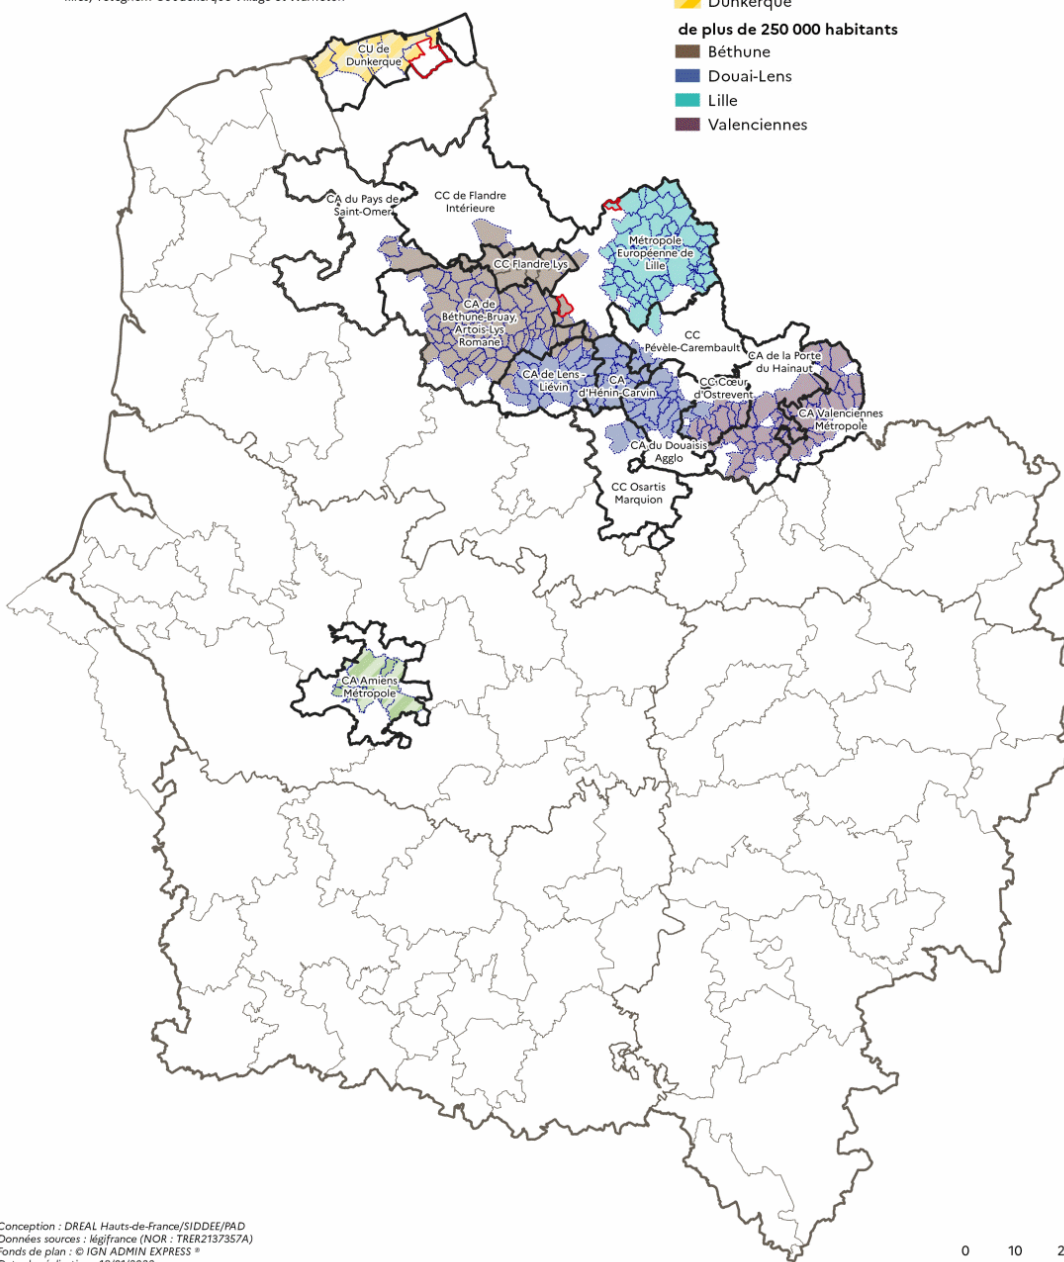 Dunkerque
de plus de 250 000 habitants
Béthune
Douai-Lens
Lille
Valenciennes
CU de
Dunkerque
CA du Pays de
Saint-Omer
CC de Flandre
Intérieure
CC Flandre Lys
Métropole
Européenne de
Lille
CA de
Béthune-Bruay,
Artois-Lys
Romane
CC
Pévèle-Carembault
CA de la Porte
du Hainaut
CA de Lens -
Liévin
CA
d'Hénin-Carvin
CC Cœur
d'Ostrevent
CA Valenciennes
Métropole
CA du Douaisis
Agglo
CC Osartis
Marquion
CA Amiens
Métropole
Conception : DREAL Hauts-de-France/SIDDEE/PAD
Données sources : légifrance (NOR : TRER2137357A)
Fonds de plan : © IGN ADMIN EXPRESS ®
0 10 2